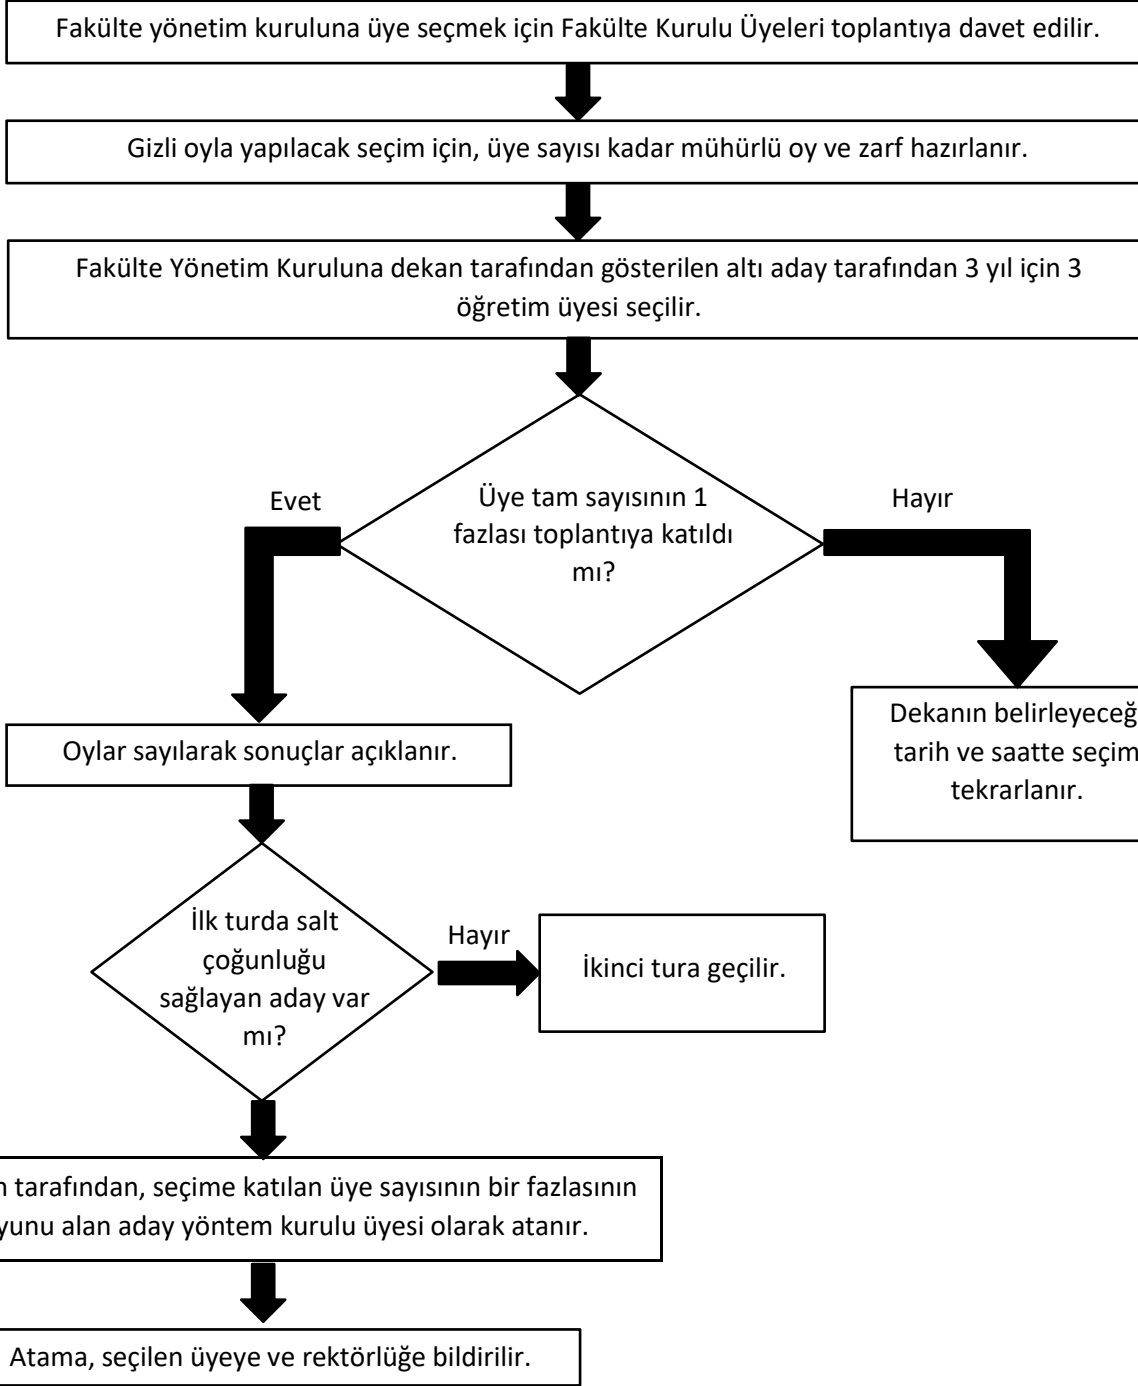 Fakülte yönetim kuruluna üye seçmek için Fakülte Kurulu Üyeleri toplantıya davet edilir.
Gizli oyla yapılacak seçim için, üye sayısı kadar mühürlü oy ve zarf hazırlanır.
Fakülte Yönetim Kuruluna dekan tarafından gösterilen altı aday tarafından 3 yıl için 3
öğretim üyesi seçilir.
Evet
Üye tam sayısının 1
fazlası toplantıya katıldı
mı?
Hayır
Oylar sayılarak sonuçlar açıklanır.
tarih ve saatte seçim
tekrarlanır.
İlk turda salt
çoğunluğu
sağlayan aday var
mı?
Hayır
İkinci tura geçilir.
tarafından, seçime katılan üye sayısının bir fazlasının
alan aday yöntem kurulu üyesi olarak atanır.
Atama, seçilen üyeye ve rektörlüğe bildirilir.